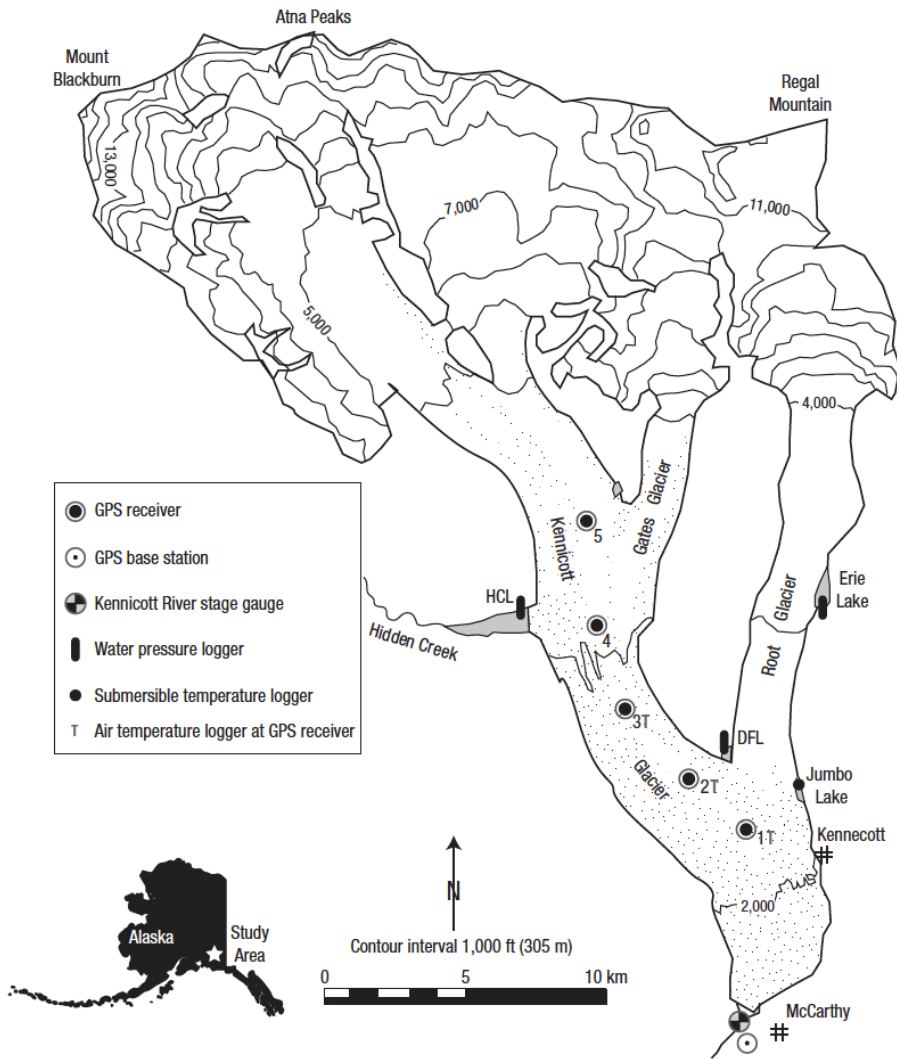 Atna Peaks
Mount
Blackburn
Regal
Mountain
13,000
7,000
11,000
5,000
4,000
GPS receiver
GPS base station
Kennicott River stage gauge
Water pressure logger
Submersible temperature logger
T Air temperature logger at GPS receiver
Kennicott
Glacier
Gates Glacier
5
HCL
Hidden Creek
4
Erie
Lake
Root Glacier
3T
DFL
2T
Jumbo
Lake
1T
Kennecott
2,000
N
Alaska
Study
Area
Contour interval 1,000 ft (305 m)
0 5 10 km
McCarthy